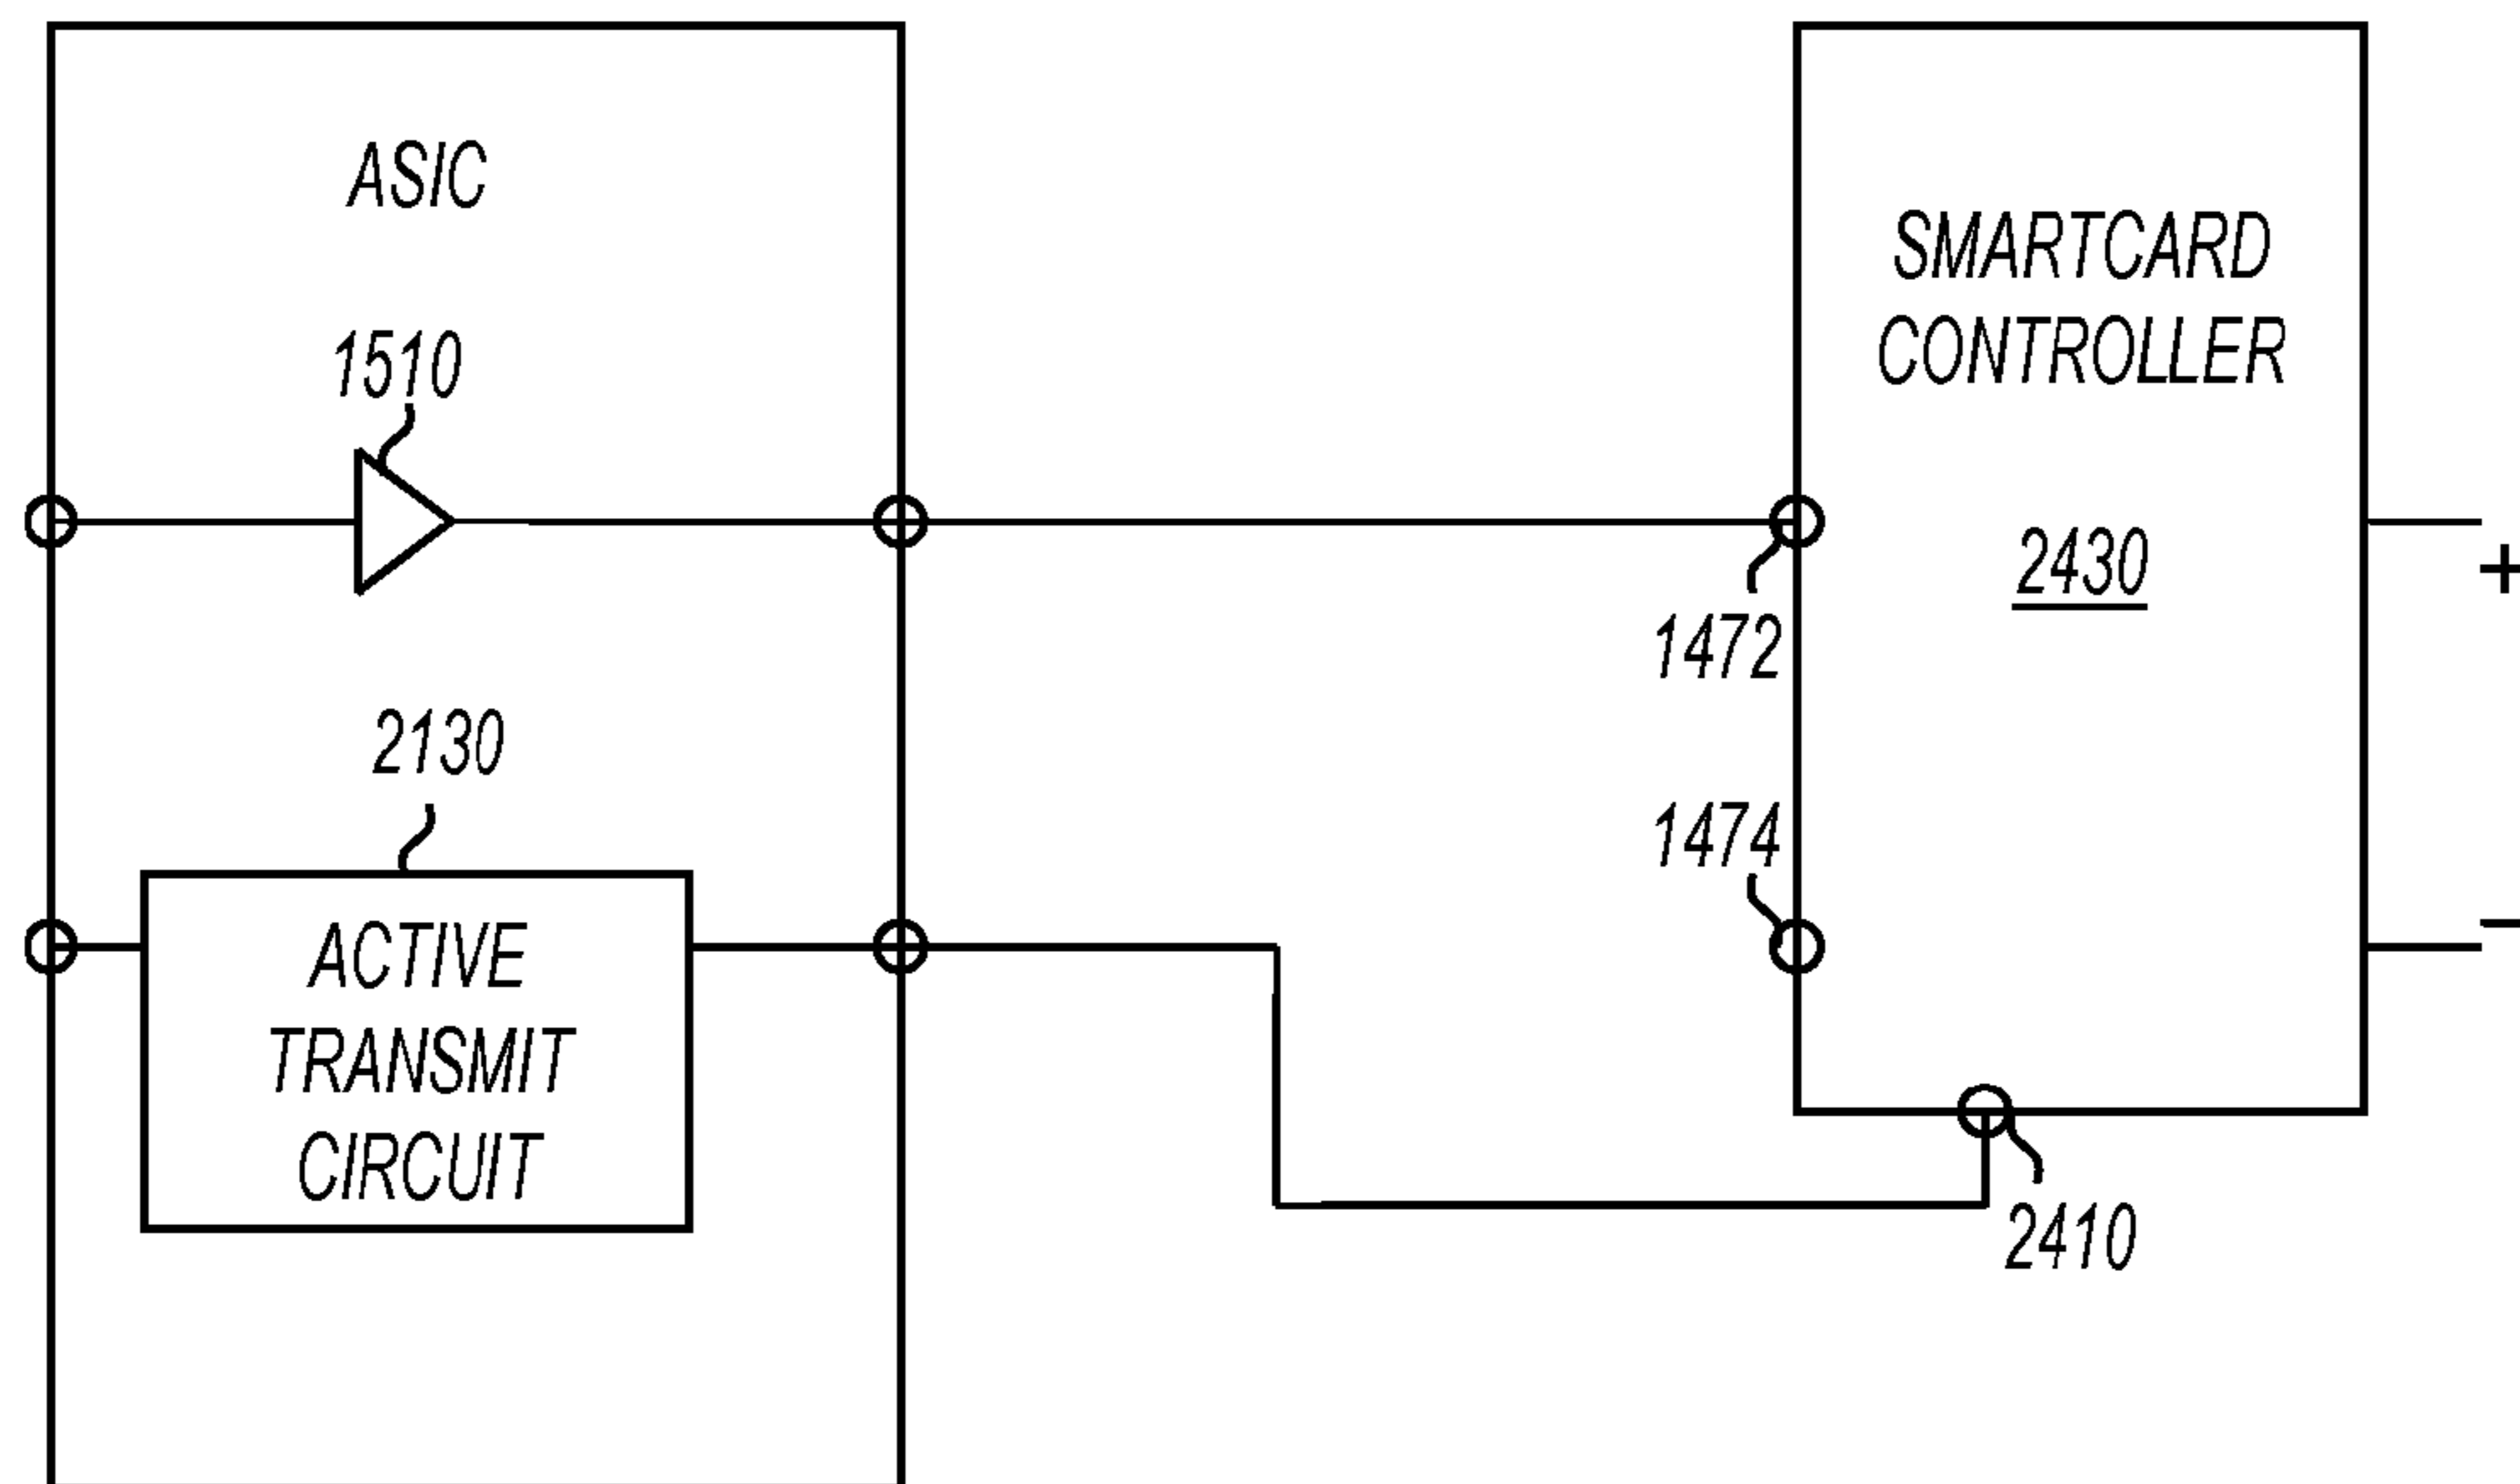 ASIC
SMARTCARD
CONTROLLER
1510
2430
+
1472
2130
1474
−
ACTIVE
TRANSMIT
CIRCUIT
2410